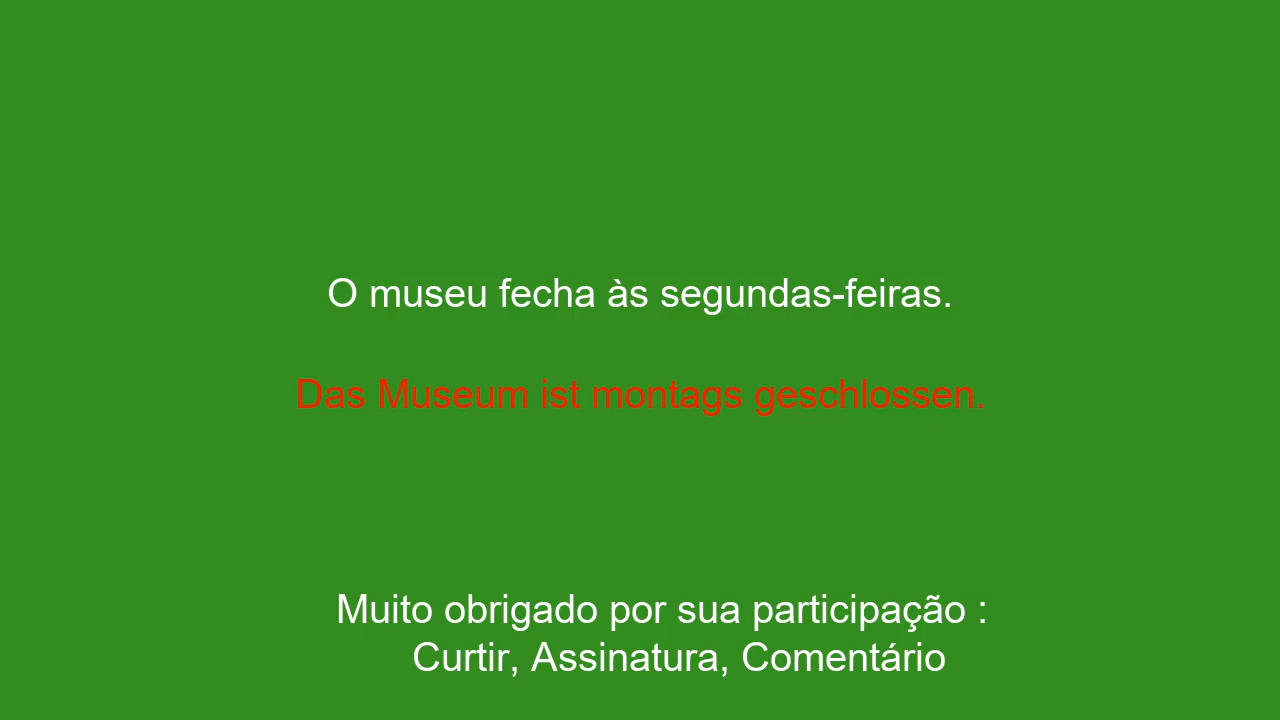 O museu fecha às segundas-feiras.
Das Museum ist montags geschlossen.
Muito obrigado por sua participação :
Curtir, Assinatura, Comentário